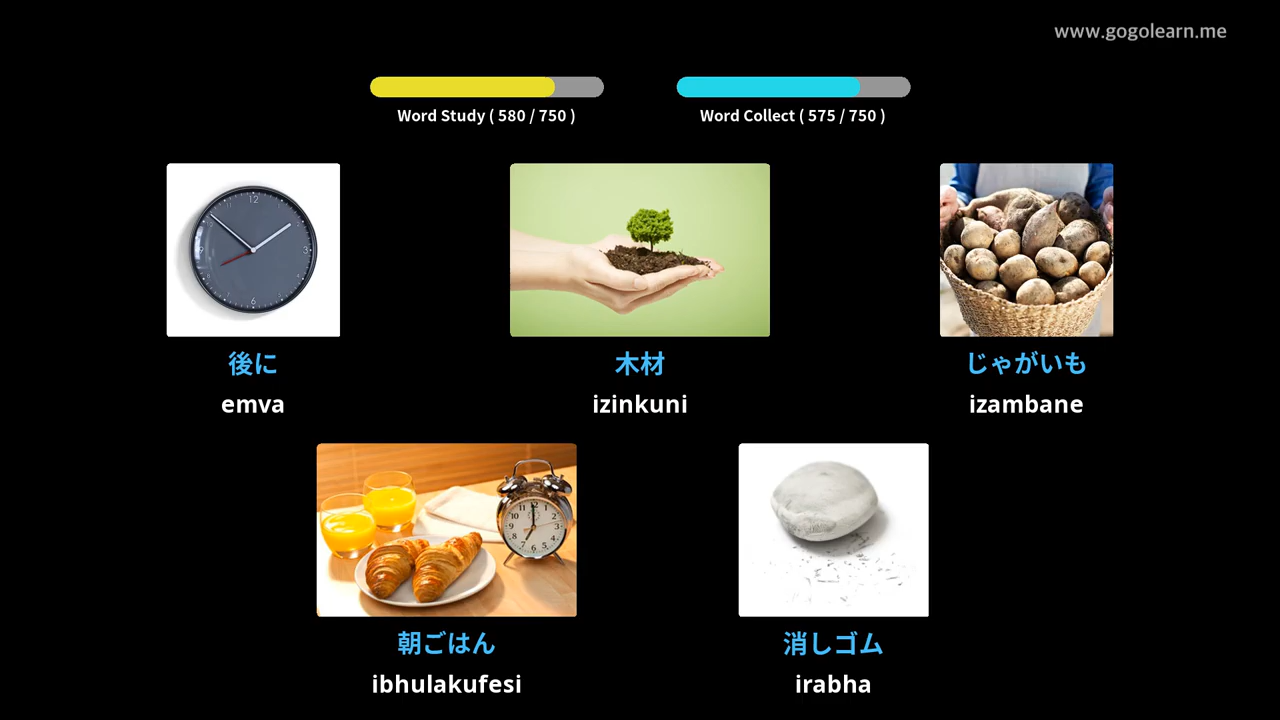 www.gogolearn.me
Word Study ( 580 / 750 )
Word Collect ( 575 / 750 )
後に
emva
木材
izinkuni
じゃがいも
izambane
朝ごはん
ibhulakufesi
消しゴム
irabha